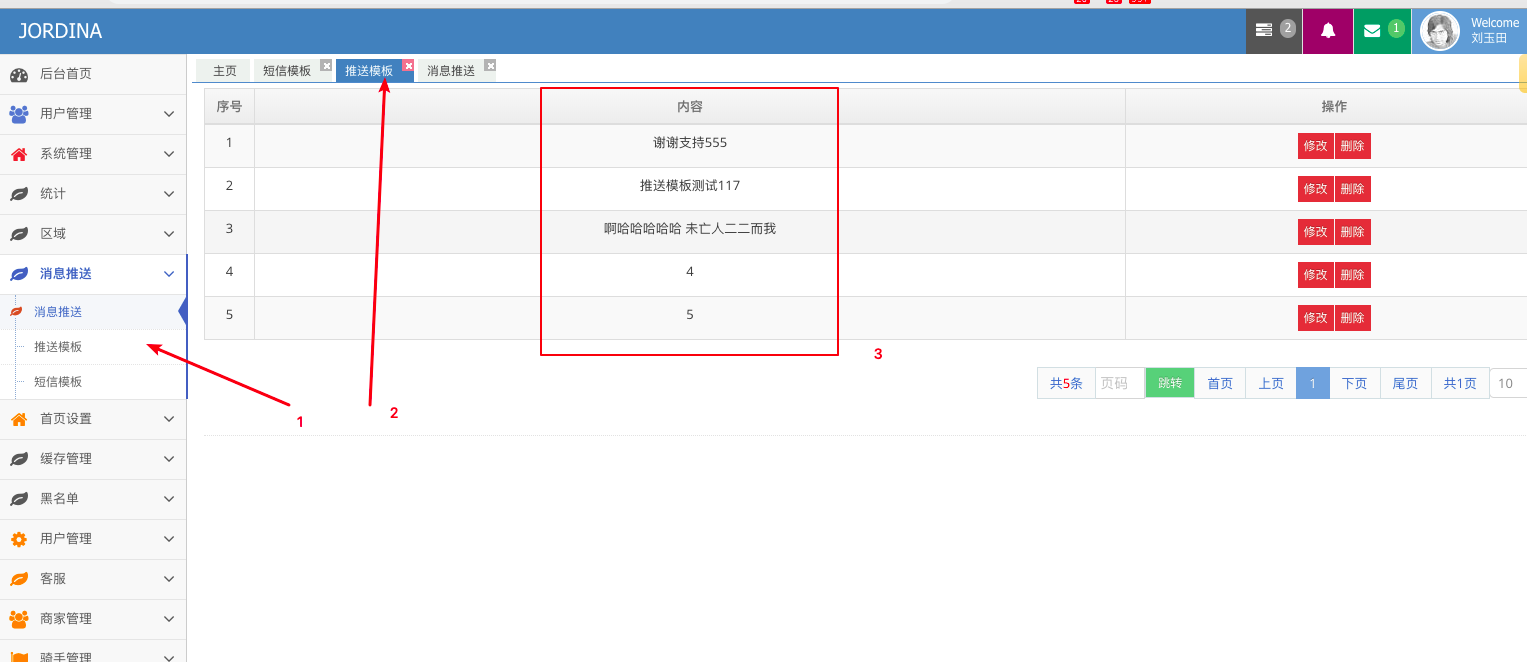 JORDINA
2
1
Welcome
刘玉田
主页
短信模板
推送模板
消息推送
后台首页
用户管理
系统管理
统计
区域
消息推送
消息推送
推送模板
短信模板
首页设置
缓存管理
黑名单
用户管理
客服
商家管理
骑手管理
序号 内容 操作
1 谢谢支持555 修改 删除
2 推送模板测试117 修改 删除
3 啊哈哈哈哈哈 未亡人二二而我 修改 删除
4 4 修改 删除
5 5 修改 删除
3
共5条 页码 跳转 首页 上页 1 下页 尾页 共1页 10
1
2